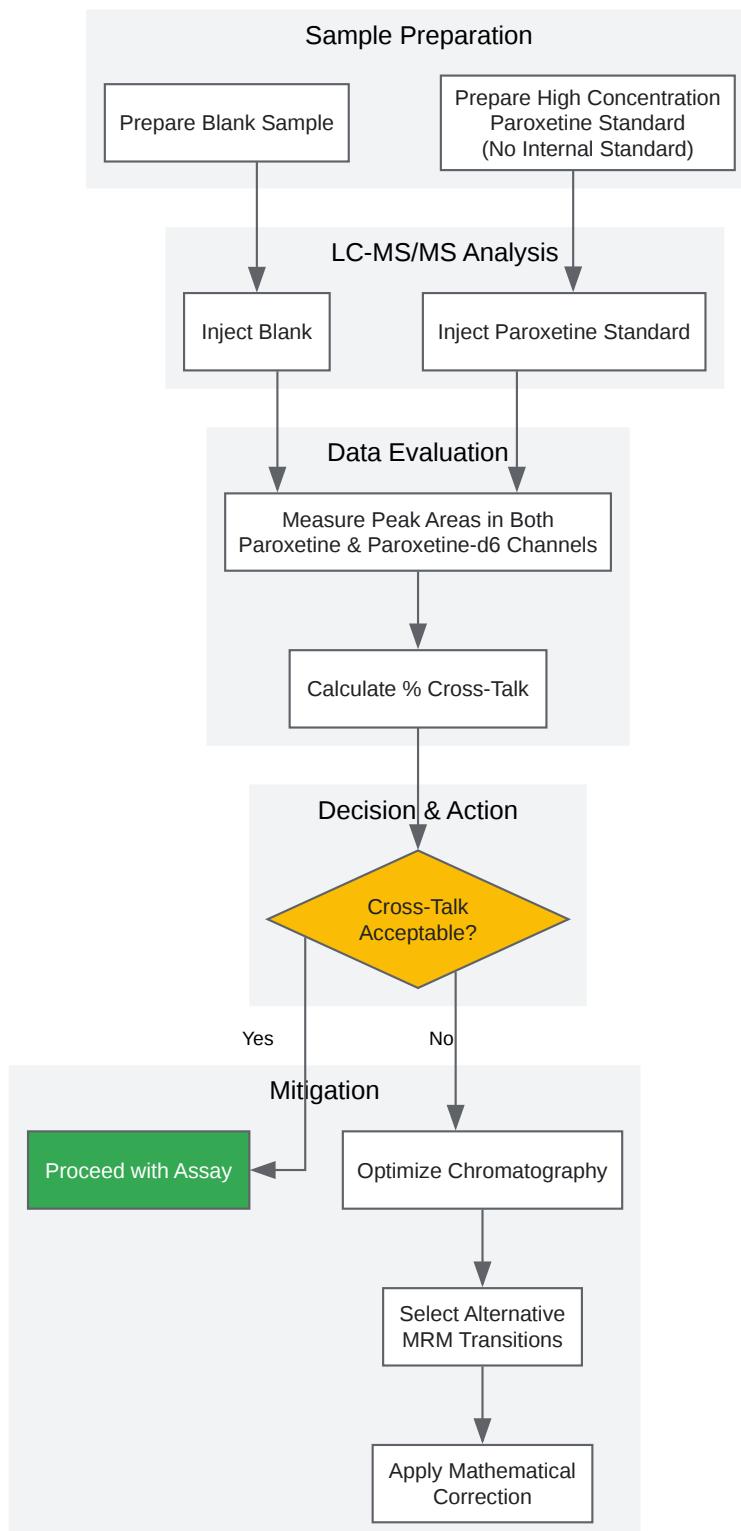 Sample Preparation
Prepare Blank Sample
Prepare High Concentration
Paroxetine Standard
(No Internal Standard)
LC-MS/MS Analysis
Inject Blank
Inject Paroxetine Standard
Data Evaluation
Measure Peak Areas in Both
Paroxetine & Paroxetine-d6 Channels
Calculate % Cross-Talk
Decision & Action
Cross-Talk
Acceptable?
Yes
No
Mitigation
Proceed with Assay
Optimize Chromatography
Select Alternative
MRM Transitions
Apply Mathematical
Correction